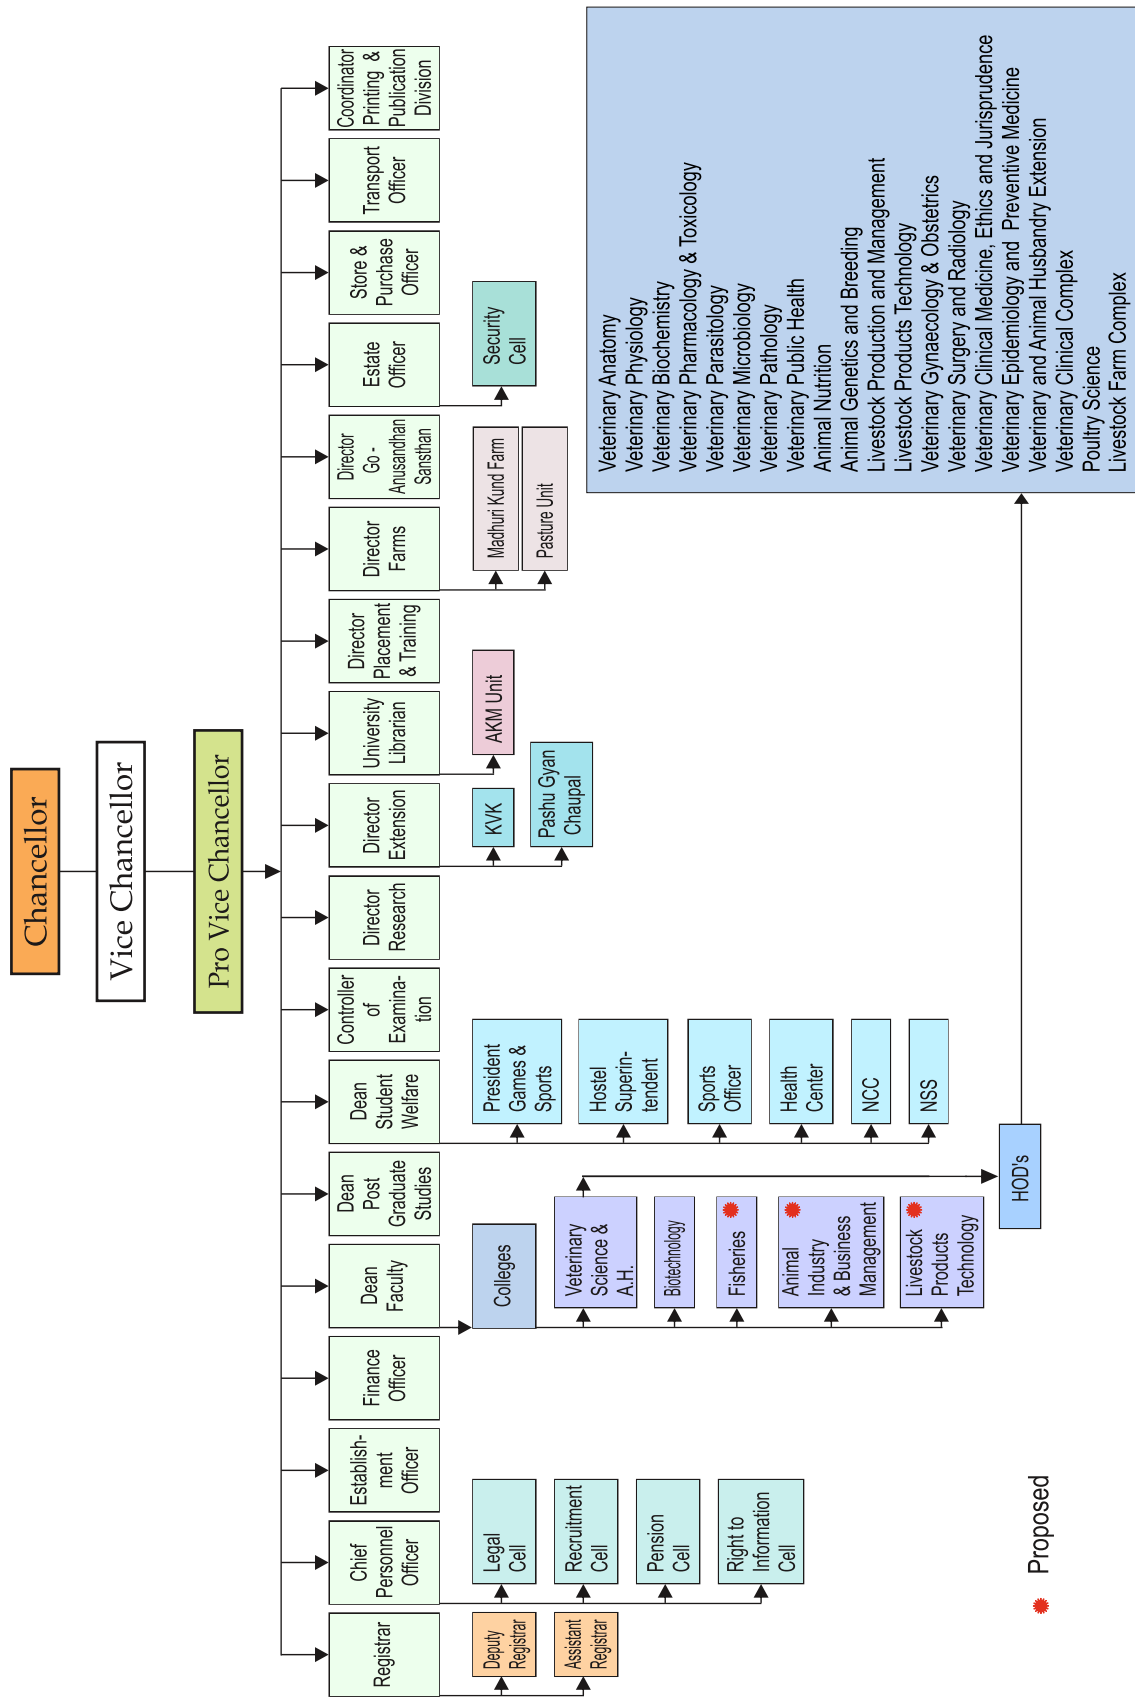 Chancellor
Vice Chancellor
Pro Vice Chancellor
Registrar
Chief
Personnel
Officer
Establish-
ment
Officer
Finance
Officer
Dean
Faculty
Dean
Post
Graduate
Studies
Dean
Student
Welfare
Controller
of
Examina-
tion
Director
Research
Director
Extension
University
Librarian
Director
Placement
& Training
Director
Farms
Director
Go -
Anusandhan
Sansthan
Estate
Officer
Store &
Purchase
Officer
Transport
Officer
Coordinator
Printing &
Publication
Division
Deputy
Registrar
Assistant
Registrar
Legal
Cell
Recruitment
Cell
Pension
Cell
Right to
Information
Cell
Colleges
Veterinary
Science &
A.H.
Biotechnology
Fisheries
Animal
Industry
& Business
Management
Livestock
Products
Technology
HOD's
President
Games &
Sports
Hostel
Superin-
tendent
Sports
Officer
Health
Center
NCC
NSS
KVK
Pashu Gyan
Chaupal
AKM Unit
Madhuri Kund Farm
Pasture Unit
Security
Cell
Veterinary Anatomy
Veterinary Physiology
Veterinary Biochemistry
Veterinary Pharmacology & Toxicology
Veterinary Parasitology
Veterinary Microbiology
Veterinary Pathology
Veterinary Public Health
Animal Nutrition
Animal Genetics and Breeding
Livestock Production and Management
Livestock Products Technology
Veterinary Gynaecology & Obstetrics
Veterinary Surgery and Radiology
Veterinary Clinical Medicine, Ethics and Jurisprudence
Veterinary Epidemiology and Preventive Medicine
Veterinary and Animal Husbandry Extension
Veterinary Clinical Complex
Poultry Science
Livestock Farm Complex
Proposed